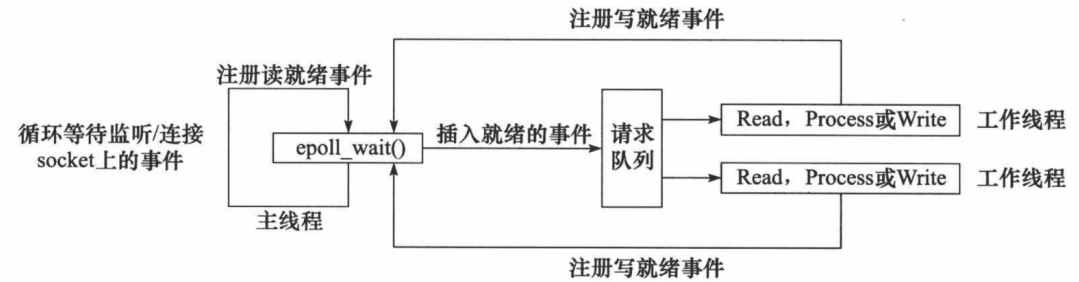 注册写就绪事件
注册读就绪事件
循环等待监听/连接
socket上的事件
epoll_wait()
插入就绪的事件
请求
队列
Read，Process或Write
工作线程
Read，Process或Write
工作线程
主线程
注册写就绪事件